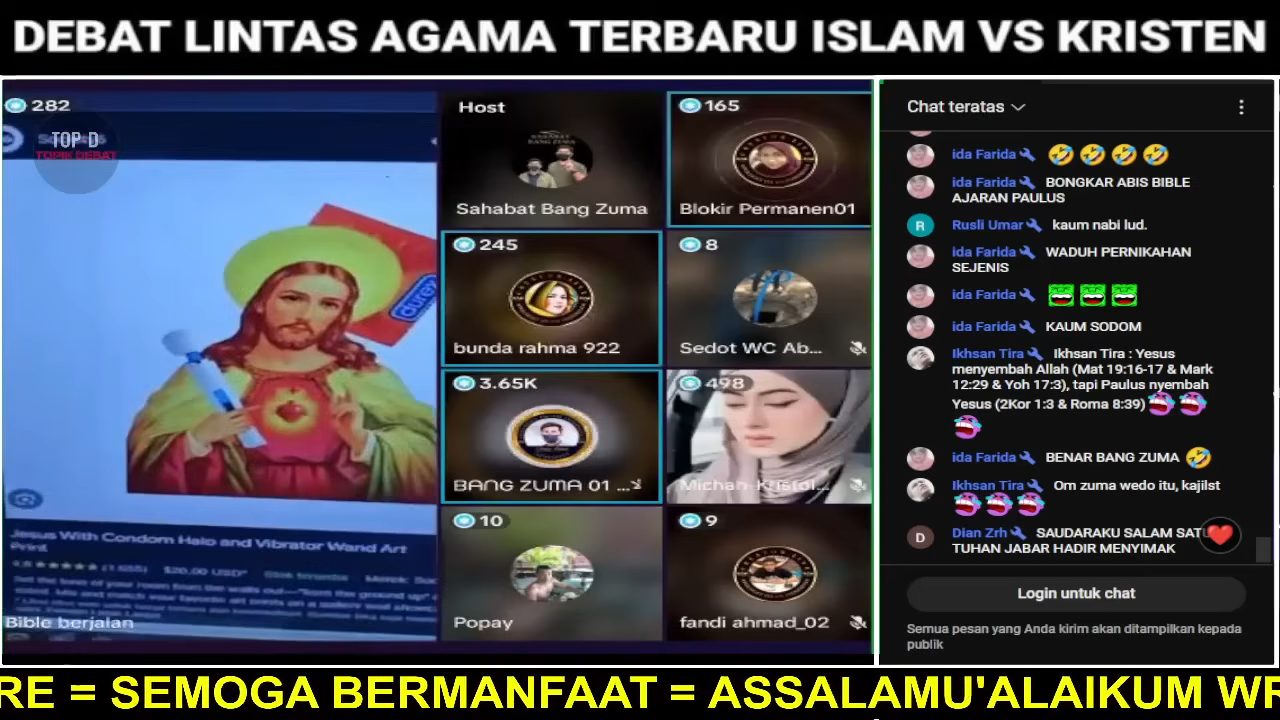 DEBAT LINTAS AGAMA TERBARU ISLAM VS KRISTEN
282
TOP D
TOPIK DEBAT
durex
Jesus With Condom Halo and Vibrator Wand Art
Print
$20.00 USD
Bible berjalan
Host
Sahabat Bang Zuma
165
Blokir Permanen01
245
bunda rahma 922
8
Sedot WC Ab...
3.65K
BANG ZUMA 01 ...
498
10
Popay
9
fandi ahmad_02
Chat teratas
ida Farida 🤣🤣🤣🤣
ida Farida BONGKAR ABIS BIBLE
AJARAN PAULUS
R
Rusli Umar kaum nabi lud.
ida Farida WADUH PERNIKAHAN
SEJENIS
ida Farida
ida Farida KAUM SODOM
Ikhsan Tira Ikhsan Tira : Yesus
menyembah Allah (Mat 19:16-17 & Mark
12:29 & Yoh 17:3), tapi Paulus nyembah
Yesus (2Kor 1:3 & Roma 8:39)
ida Farida BENAR BANG ZUMA 🤣
Ikhsan Tira Om zuma wedo itu, kajilst
D
Dian Zrh SAUDARAKU SALAM SATU
TUHAN JABAR HADIR MENYIMAK
Login untuk chat
Semua pesan yang Anda kirim akan ditampilkan kepada
publik
RE = SEMOGA BERMANFAAT = ASSALAMU'ALAIKUM WR